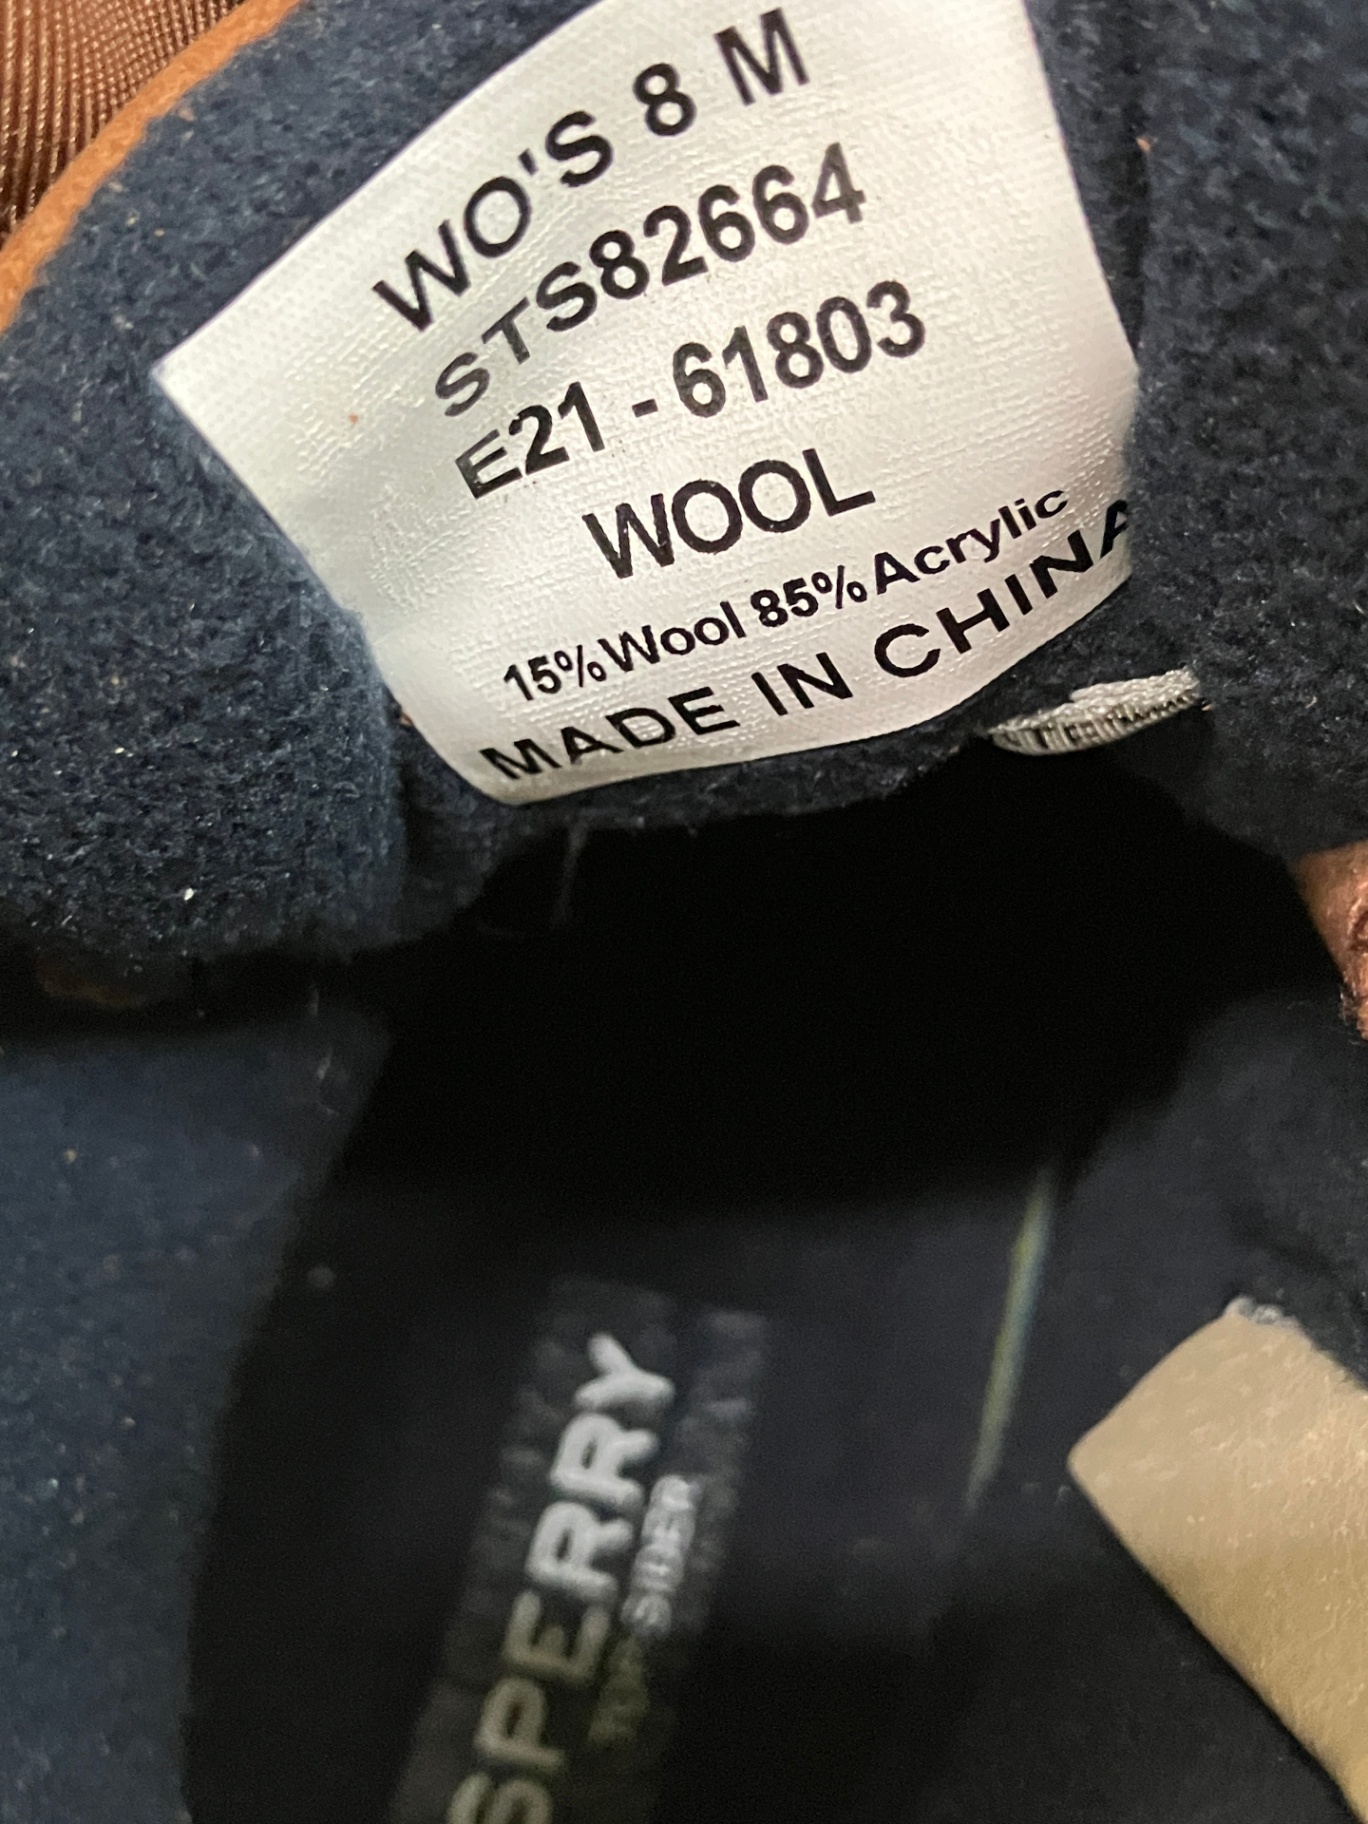 WO'S 8 M
STS82664
E21 - 61803
WOOL
15% Wool 85% Acrylic
MADE IN CHINA
SPERRY
TOP-SIDER